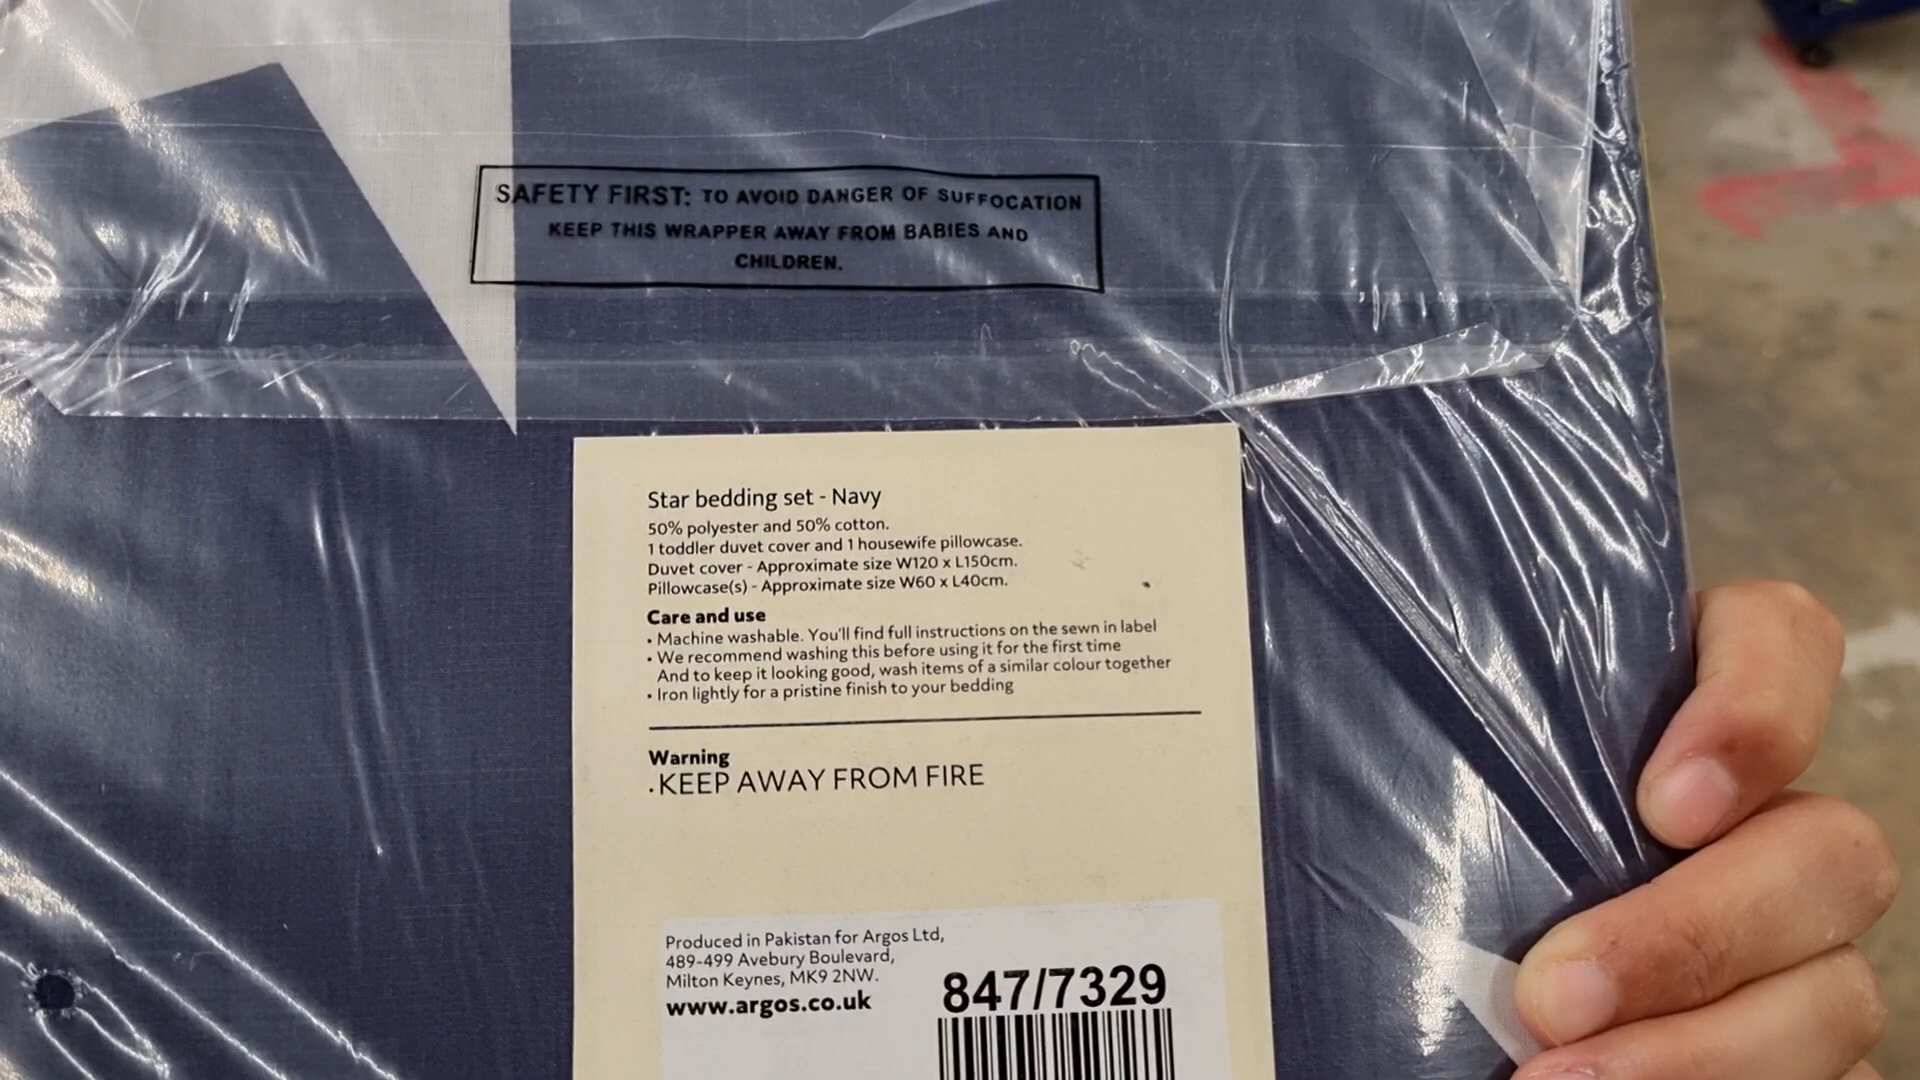 SAFETY FIRST: TO AVOID DANGER OF SUFFOCATION
KEEP THIS WRAPPER AWAY FROM BABIES AND
CHILDREN.
Star bedding set - Navy
50% polyester and 50% cotton.
1 toddler duvet cover and 1 housewife pillowcase.
Duvet cover - Approximate size W120 x L150cm.
Pillowcase(s) - Approximate size W60 x L40cm.
Care and use
• Machine washable. You'll find full instructions on the sewn in label
• We recommend washing this before using it for the first time
And to keep it looking good, wash items of a similar colour together
• Iron lightly for a pristine finish to your bedding
Warning
.KEEP AWAY FROM FIRE
Produced in Pakistan for Argos Ltd,
489-499 Avebury Boulevard,
Milton Keynes, MK9 2NW.
www.argos.co.uk
847/7329